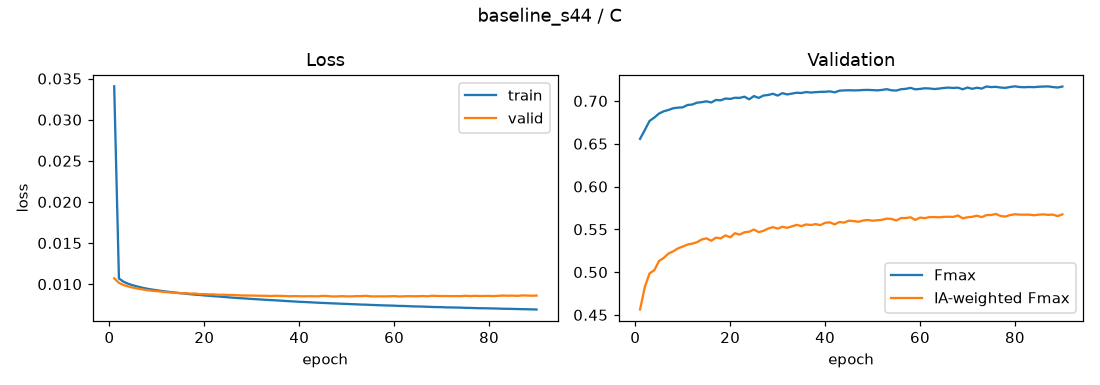 baseline_s44 / C
Loss
0.035
0.030
0.025
0.020
0.015
0.010
loss
0
20
40
60
80
epoch
train
valid
Validation
0.70
0.65
0.60
0.55
0.50
0.45
0
20
40
60
80
epoch
Fmax
IA-weighted Fmax